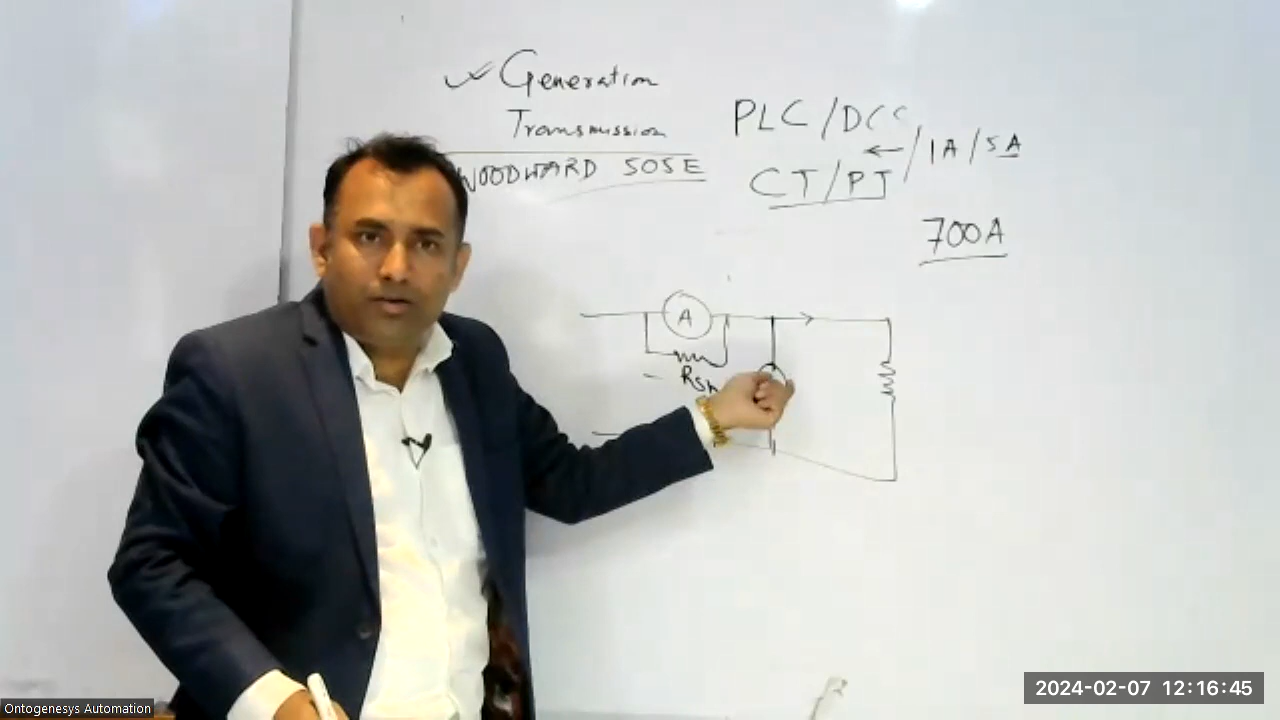 Generation
Transmission
WOODWARD 505E
PLC/DCS
← / 1A/5A
CT/PT
700A
A
Rsh
Ontogenesys Automation
2024-02-07 12:16:45